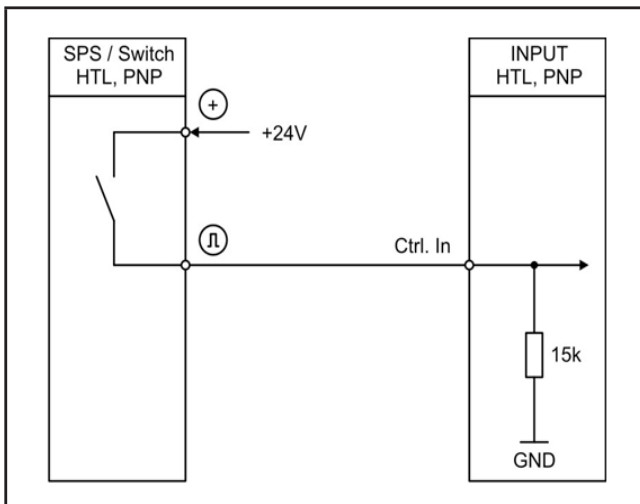 SPS / Switch
HTL, PNP
INPUT
HTL, PNP
+
+24V
Ctrl. In
15k
GND